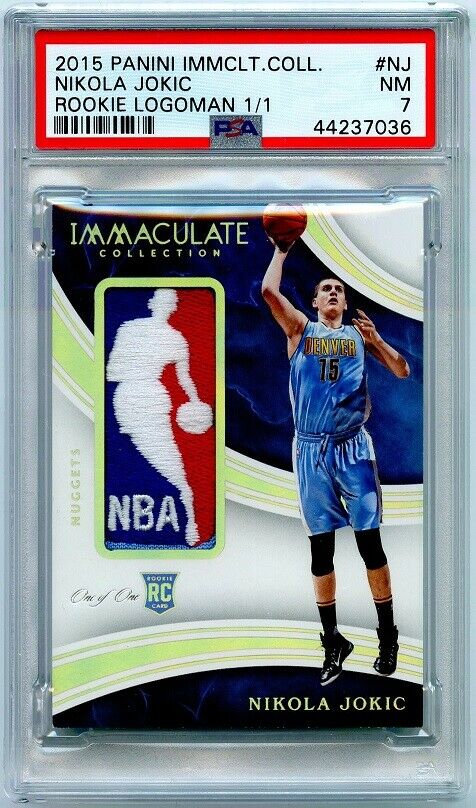 2015 PANINI IMMCLT.COLL. #NJ
NIKOLA JOKIC NM
ROOKIE LOGOMAN 1/1 7
PSA 44237036
IMMACULATE
COLLECTION
DENVER
15
NBA
NUGGETS
One of One
ROOKIE
RC
CARD
NIKOLA JOKIC